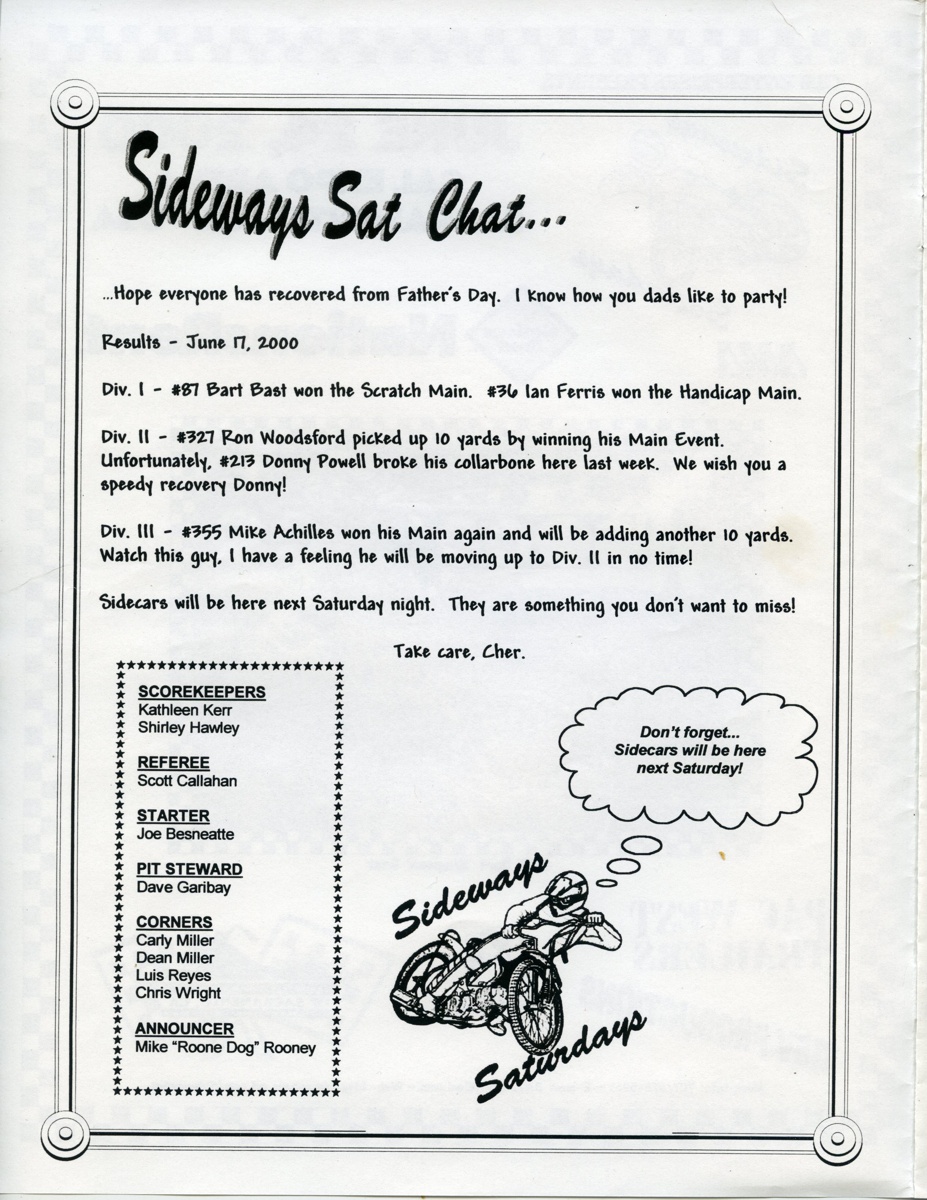 Sideways Sat Chat...
...Hope everyone has recovered from Father's Day. I know how you dads like to party!
Results - June 17, 2000
Div. I - #87 Bart Bast won the Scratch Main. #36 Ian Ferris won the Handicap Main.
Div. II - #327 Ron Woodsford picked up 10 yards by winning his Main Event.
Unfortunately, #213 Donny Powell broke his collarbone here last week. We wish you a
speedy recovery Donny!
Div. III - #355 Mike Achilles won his Main again and will be adding another 10 yards.
Watch this guy, I have a feeling he will be moving up to Div. II in no time!
Sidecars will be here next Saturday night. They are something you don't want to miss!
Take care, Cher.
SCOREKEEPERS
Kathleen Kerr
Shirley Hawley
REFEREE
Scott Callahan
STARTER
Joe Besneatte
PIT STEWARD
Dave Garibay
CORNERS
Carly Miller
Dean Miller
Luis Reyes
Chris Wright
ANNOUNCER
Mike "Roone Dog" Rooney
Don't forget...
Sidecars will be here
next Saturday!
Sideways
Saturdays